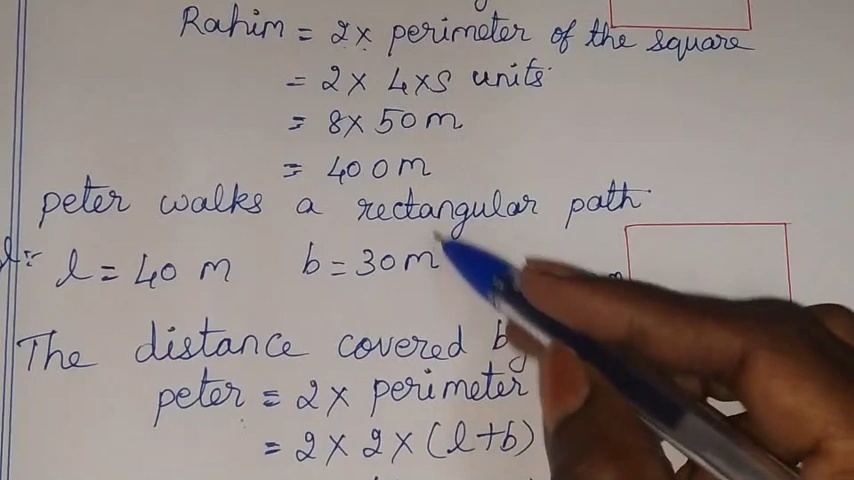 Rahim = 2x perimeter of the square
= 2 x 4xs units
= 8x 50m
= 400m
peter walks a rectangular path
l = 40 m b = 30m
The distance covered
peter = 2x perimeter
= 2x 2x (l+b)